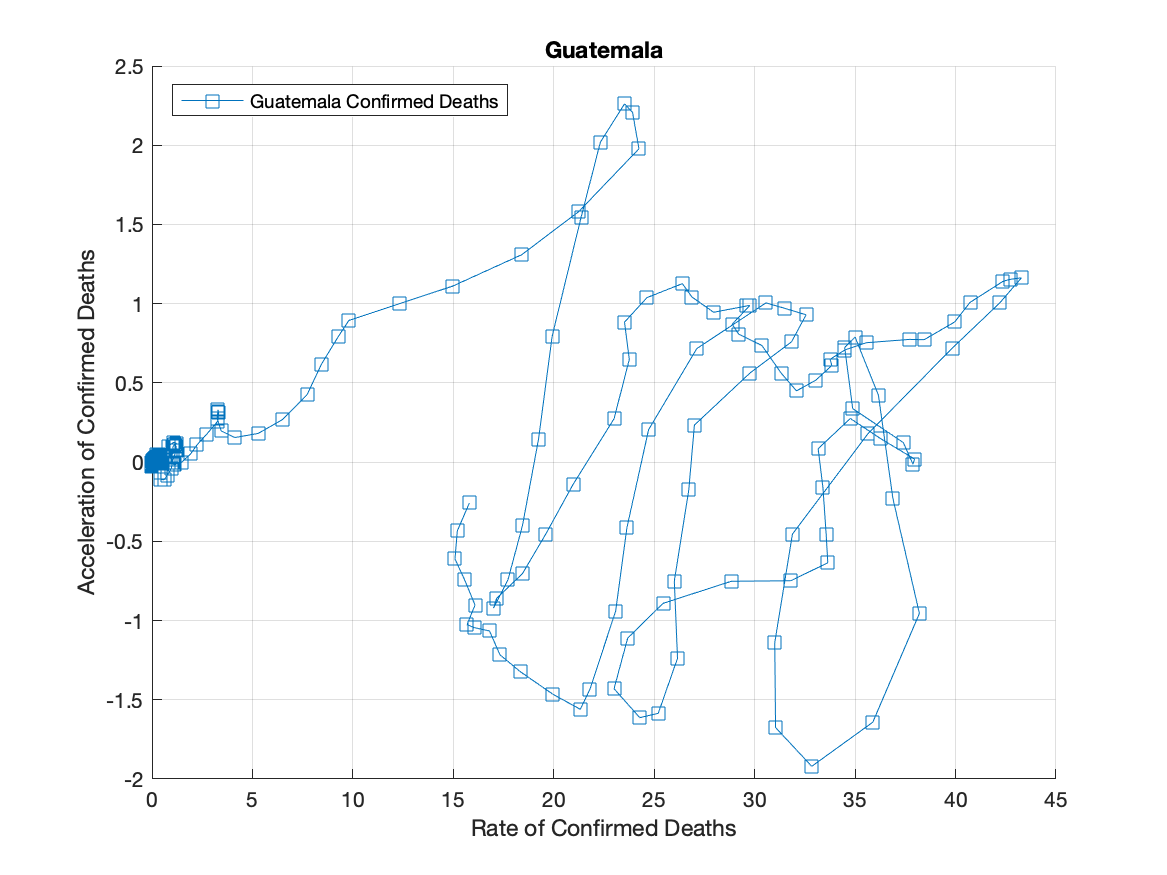 Guatemala
Guatemala Confirmed Deaths
Acceleration of Confirmed Deaths
2.5
2
1.5
1
0.5
0
-0.5
-1
-1.5
-2
0 5 10 15 20 25 30 35 40 45
Rate of Confirmed Deaths